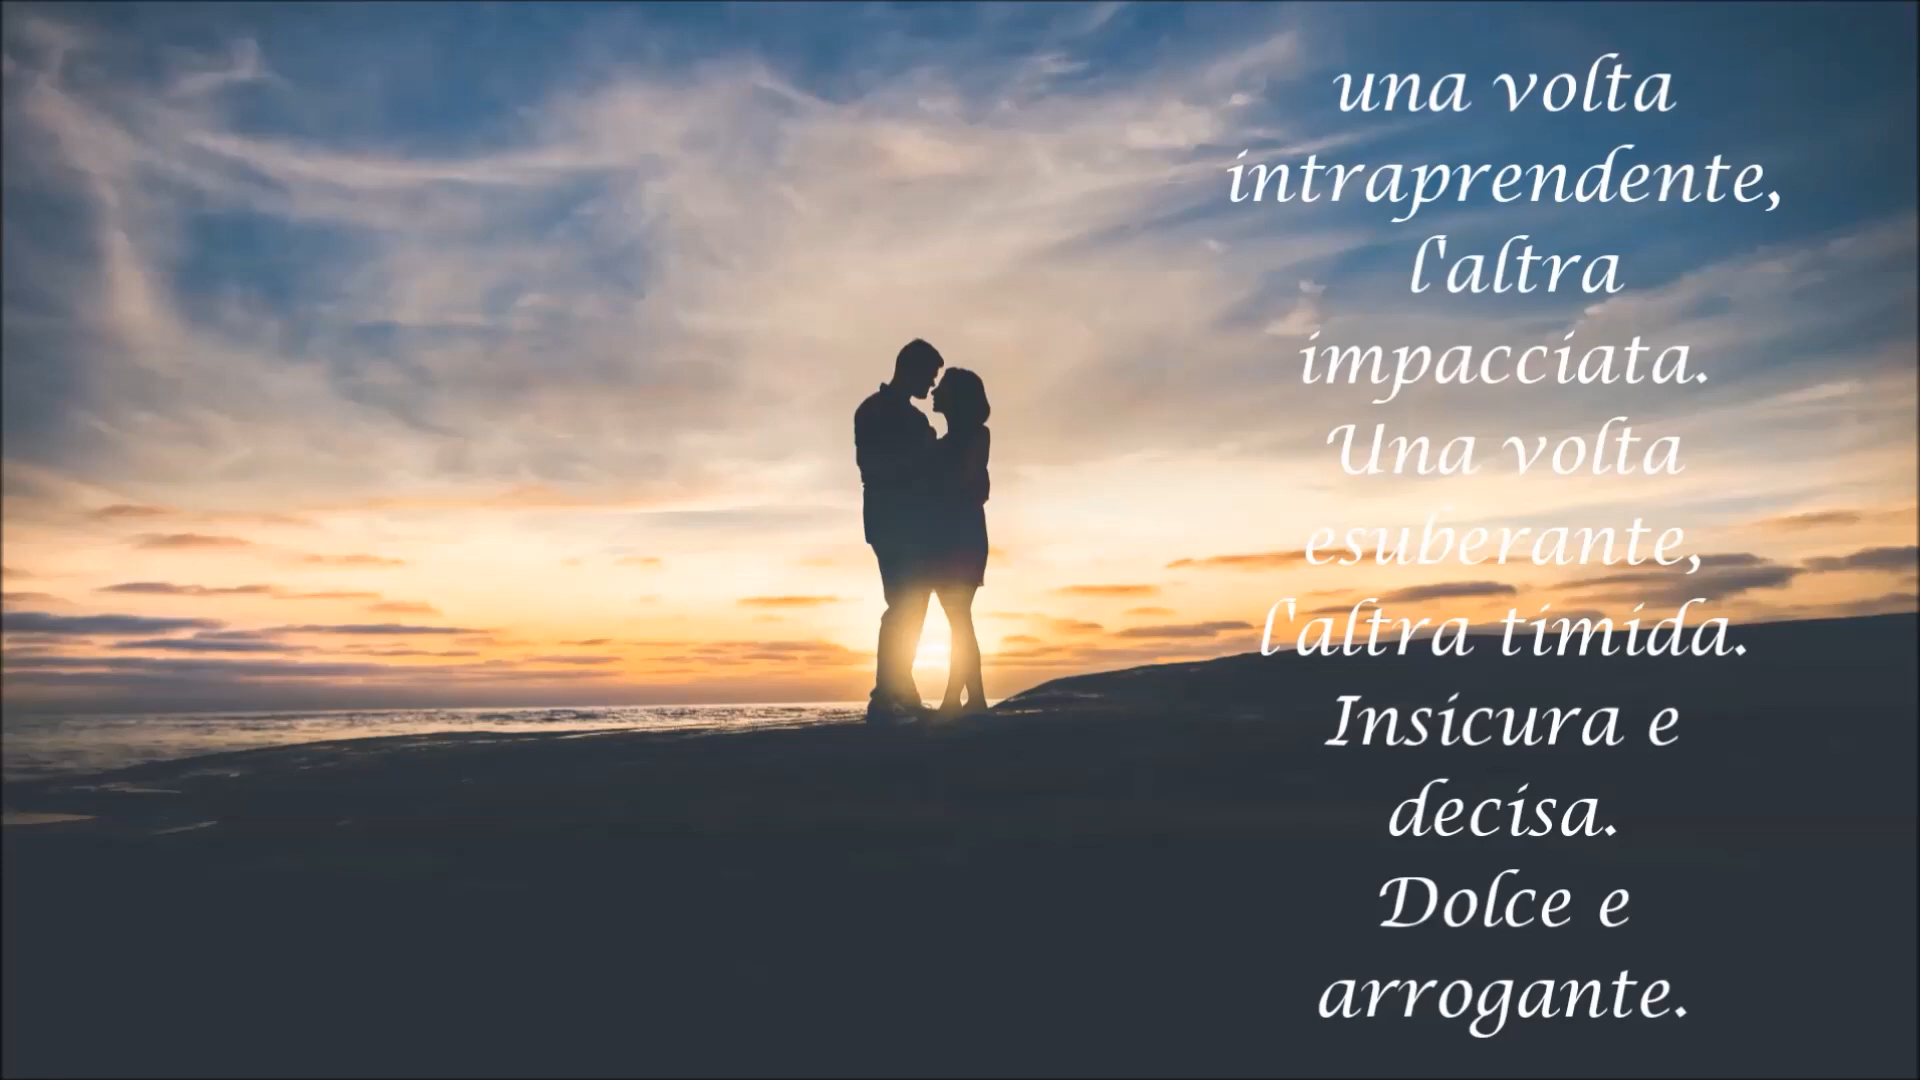 una volta
intraprendente,
l'altra
impacciata.
Una volta
esuberante,
l'altra timida.
Insicura e
decisa.
Dolce e
arrogante.